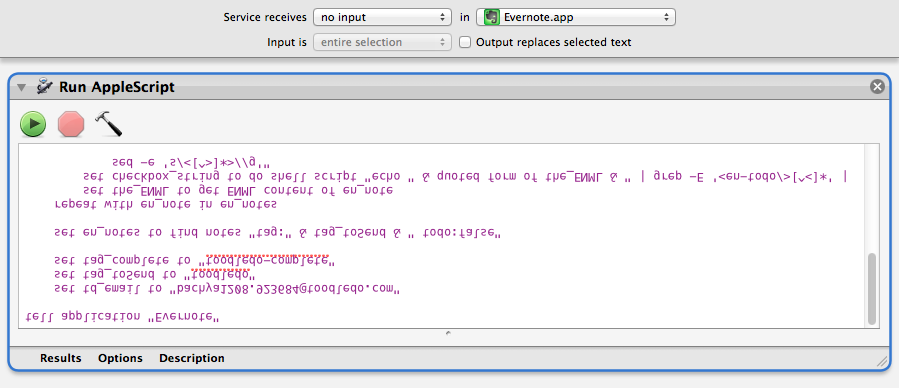 Service receives no input in Evernote.app
Input is entire selection Output replaces selected text
Run AppleScript
tell application "Evernote"
set td_email to "bachya1208.923684@toodledo.com"
set tag_toSend to "toodledo"
set tag_complete to "toodledo-complete"
set en_notes to find notes "tag:" & tag_toSend & " todo:false"
repeat with en_note in en_notes
set the_ENML to get ENML content of en_note
set checkbox_string to do shell script "echo " & quoted form of the_ENML & " | grep -E '<en-todo/>[^<]*' |
sed -e 's/<[^>]*>//g'"
Results Options Description